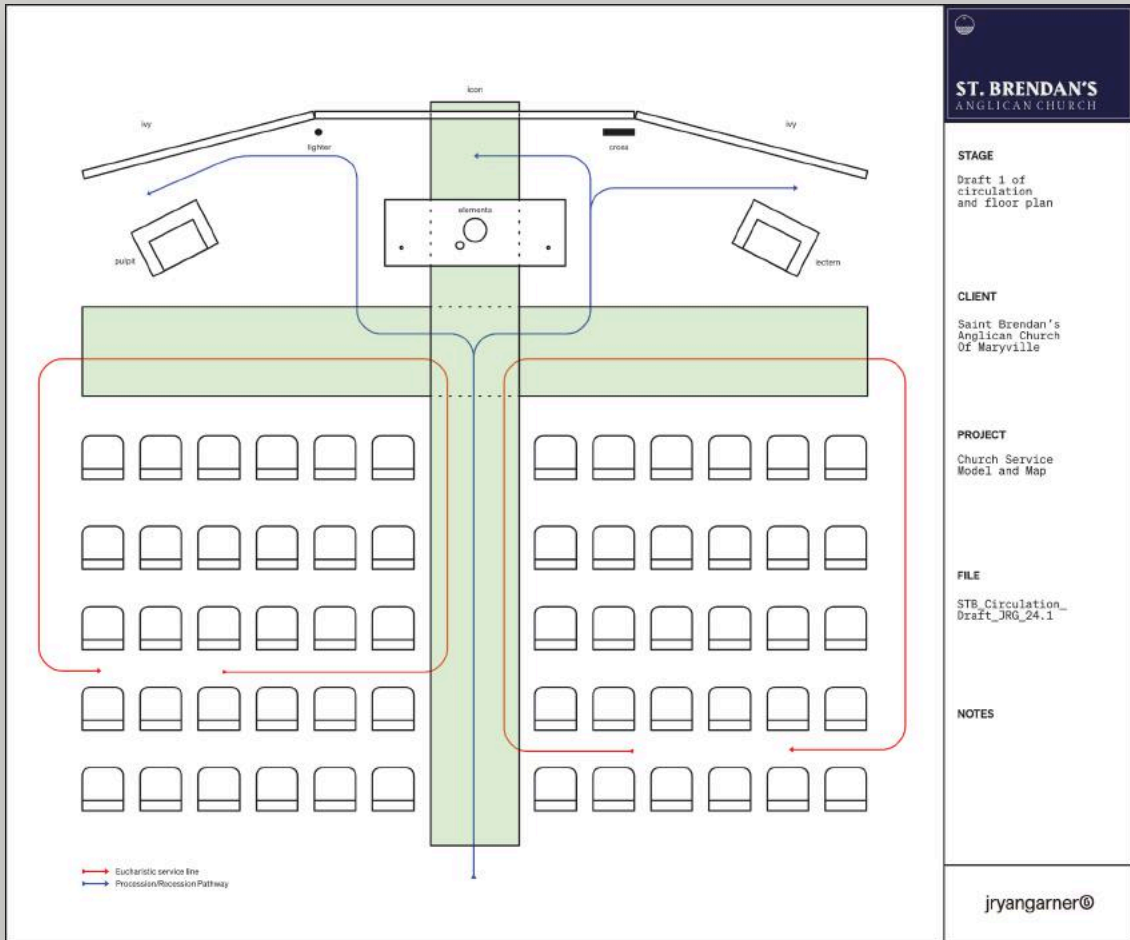 icon
ivy
ivy
lighter
cross
elements
pulpit
lectern
Eucharistic service line
Procession/Recession Pathway
ST. BRENDAN'S
ANGLICAN CHURCH
STAGE
Draft 1 of
circulation
and floor plan
CLIENT
Saint Brendan's
Anglican Church
Of Maryville
PROJECT
Church Service
Model and Map
FILE
STB_Circulation_
Draft_JRG_24.1
NOTES
jryangarner